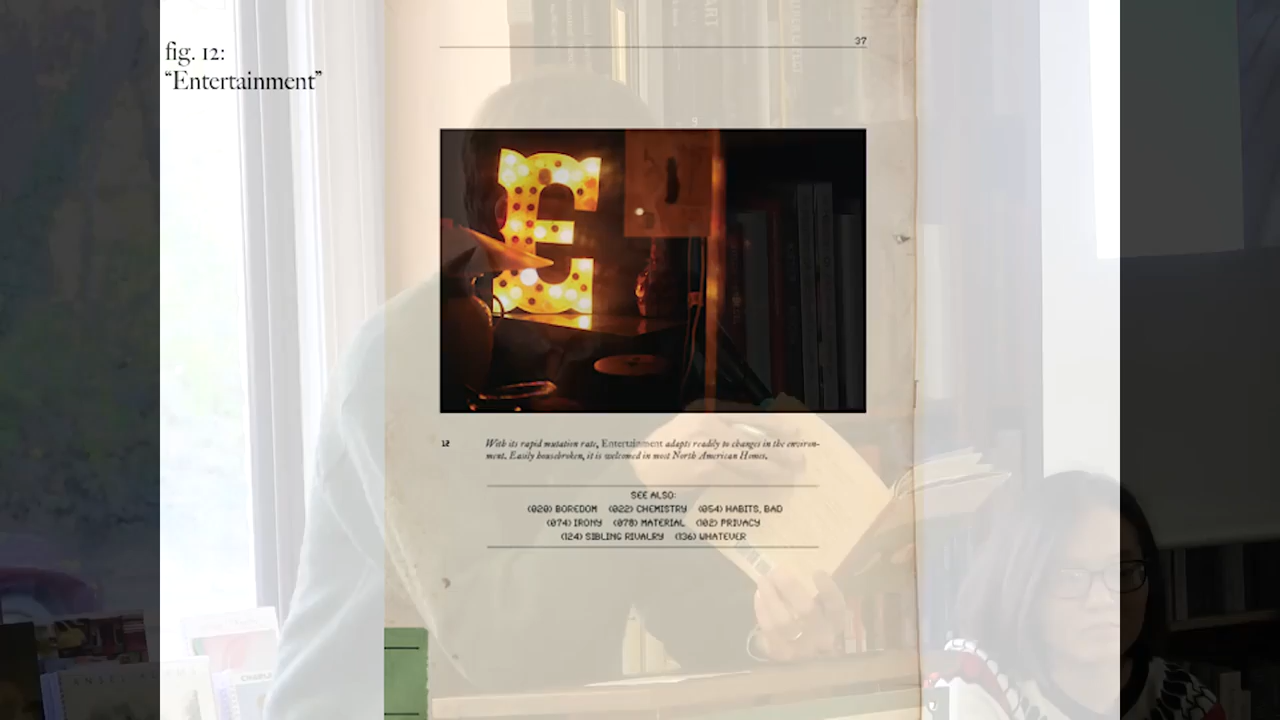 fig. 12:
“Entertainment”
37
E
12 With its rapid mutation rate, Entertainment adapts readily to changes in the environ-
ment. Easily housebroken, it is welcomed in most North American Homes.
SEE ALSO:
(020) BOREDOM (022) CHEMISTRY (054) HABITS, BAD
(074) IRONY (078) MATERIAL (102) PRIVACY
(124) SIBLING RIVALRY (136) WHATEVER